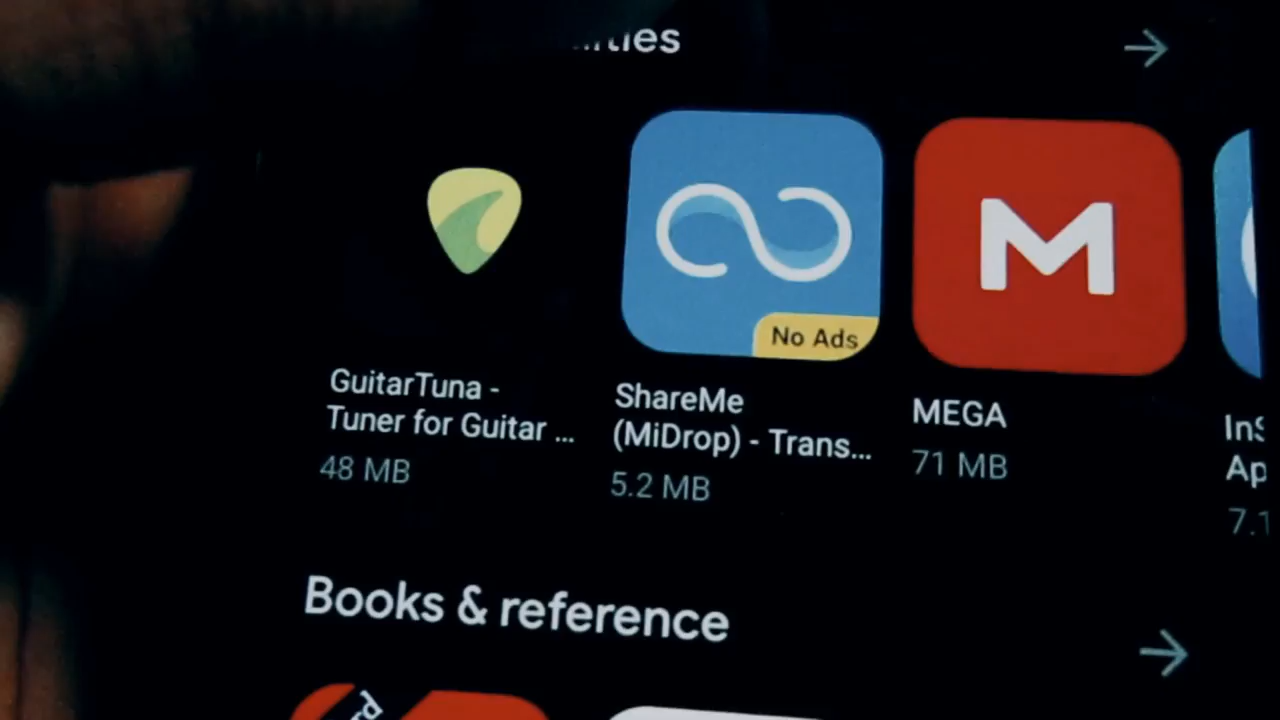 No Ads
GuitarTuna -
Tuner for Guitar ...
48 MB
ShareMe
(MiDrop) - Trans...
5.2 MB
M
MEGA
71 MB
Books & reference